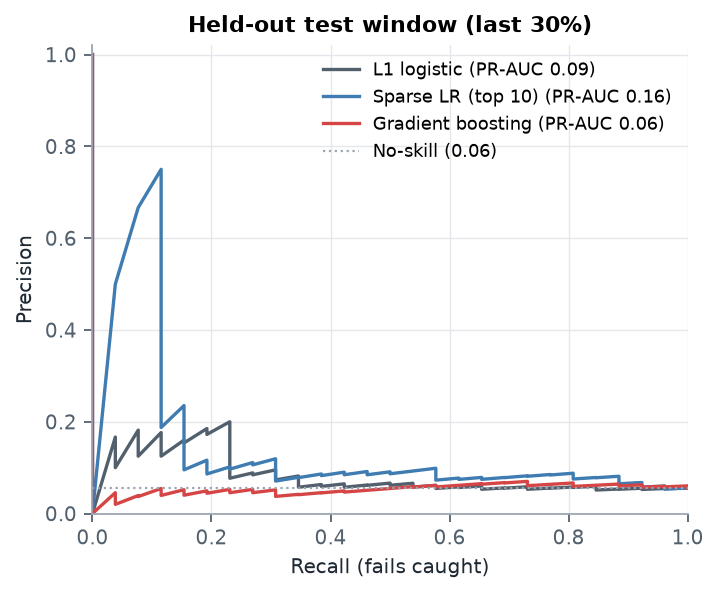 Held-out test window (last 30%)
L1 logistic (PR-AUC 0.09)
Sparse LR (top 10) (PR-AUC 0.16)
Gradient boosting (PR-AUC 0.06)
No-skill (0.06)
Precision
1.0
0.8
0.6
0.4
0.2
0.0
0.0 0.2 0.4 0.6 0.8 1.0
Recall (fails caught)